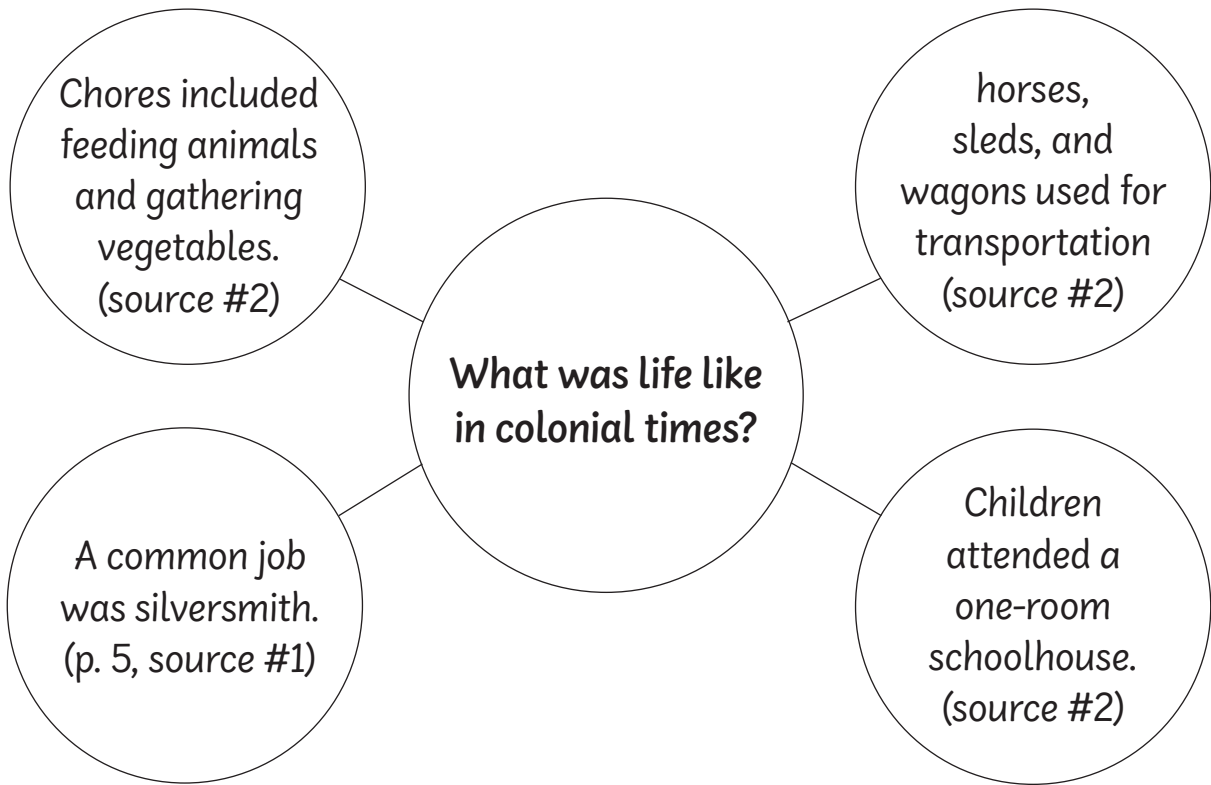 Chores included
feeding animals
and gathering
vegetables.
(source #2)
horses,
sleds, and
wagons used for
transportation
(source #2)
What was life like
in colonial times?
A common job
was silversmith.
(p. 5, source #1)
Children
attended a
one-room
schoolhouse.
(source #2)